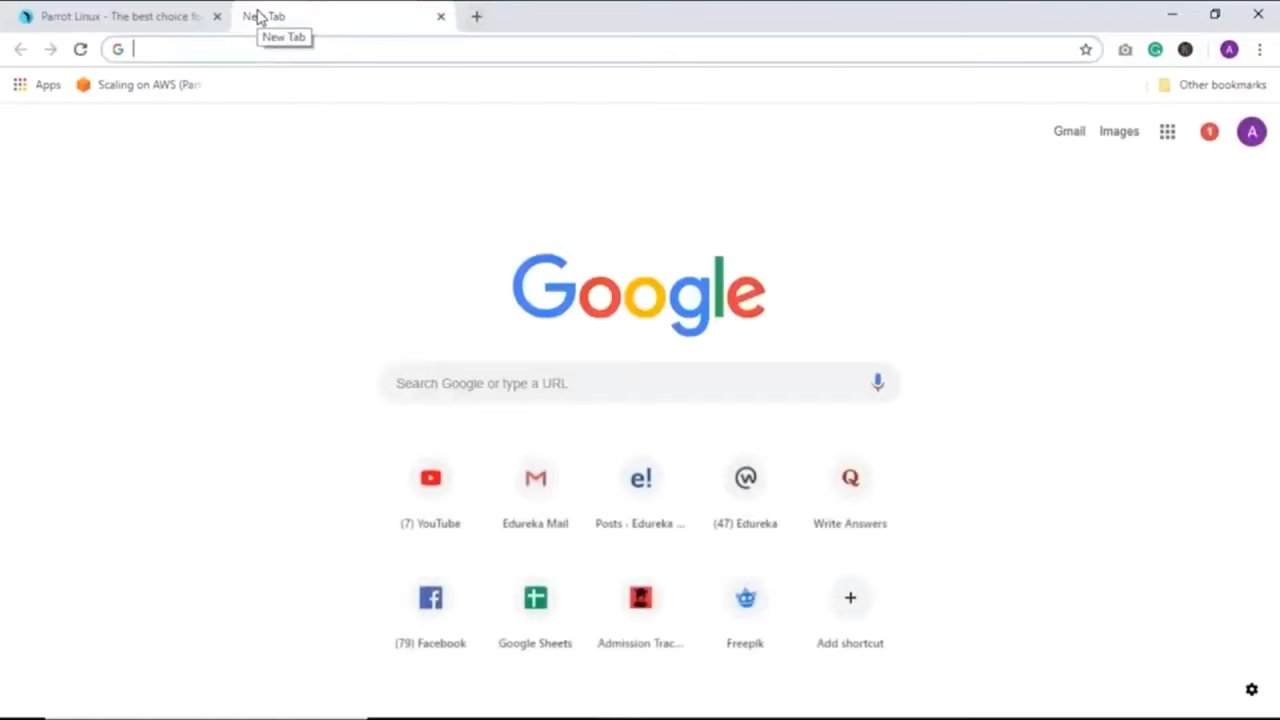 Parrot Linux - The best choice fo
New Tab
New Tab
Apps
Scaling on AWS (Par
Other bookmarks
Gmail
Images
1
A
Google
Search Google or type a URL
(7) YouTube
Edureka Mail
Posts ‹ Edureka ...
(47) Edureka
Write Answers
(79) Facebook
Google Sheets
Admission Trac...
Freepik
Add shortcut